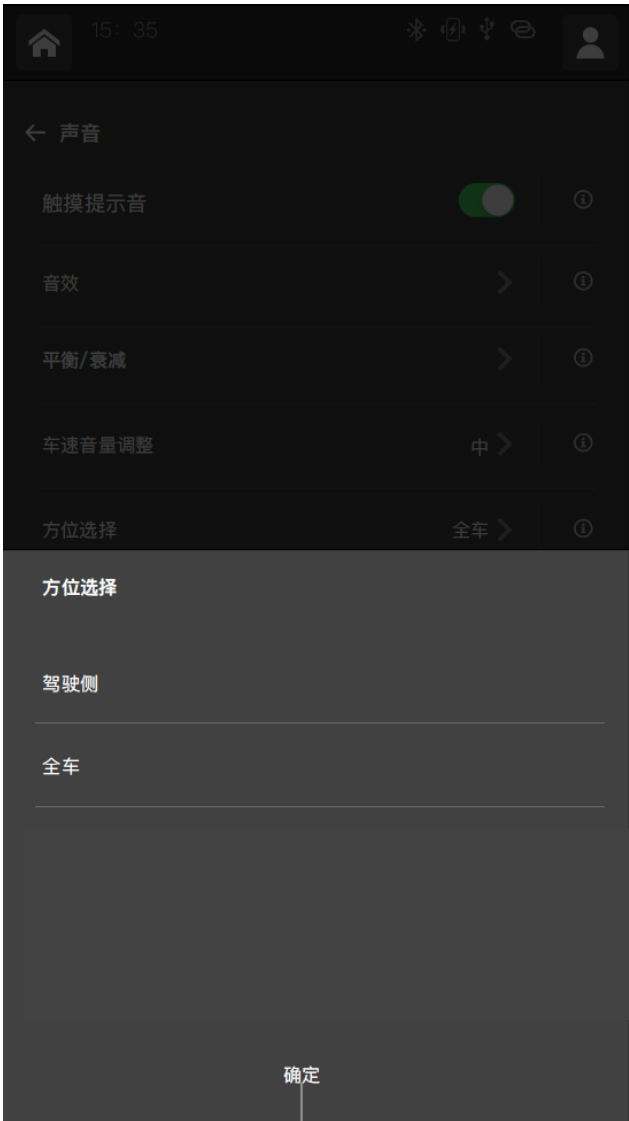 15: 35
声音
触摸提示音
音效
平衡/衰减
车速音量调整 中
方位选择 全车
方位选择
驾驶侧
全车
确定